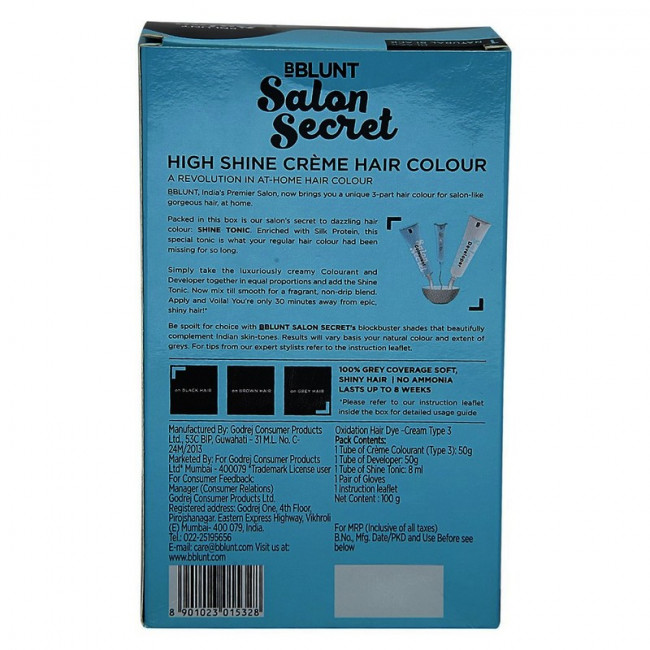 NATURAL BLACK
BBLUNT
Salon
Secret
HIGH SHINE CRÈME HAIR COLOUR
A REVOLUTION IN AT-HOME HAIR COLOUR
BBLUNT, India's Premier Salon, now brings you a unique 3-part hair colour for salon-like
gorgeous hair, at home.
Packed in this box is our salon's secret to dazzling hair
colour: SHINE TONIC. Enriched with Silk Protein, this
special tonic is what your regular hair colour had been
missing for so long.
Salon
Developer
Simply take the luxuriously creamy Colourant and
Developer together in equal proportions and add the Shine
Tonic. Now mix till smooth for a fragrant, non-drip blend.
Apply and Voila! You're only 30 minutes away from epic,
shiny hair!*
Be spoilt for choice with BBLUNT SALON SECRET's blockbuster shades that beautifully
complement Indian skin-tones. Results will vary basis your natural colour and extent of
greys. For tips from our expert stylists refer to the instruction leaflet.
on BLACK HAIR
on BROWN HAIR
on GREY HAIR
100% GREY COVERAGE SOFT,
SHINY HAIR | NO AMMONIA
LASTS UP TO 8 WEEKS
*Please refer to our instruction leaflet
inside the box for detailed usage guide
Manufactured By: Godrej Consumer Products
Ltd., 53C BIP, Guwahati - 31 M.L. No. C-
24M/2013
Marketed By: For Godrej Consumer Products
Ltd* Mumbai - 400079 *Trademark License user
For Consumer Feedback:
Manager (Consumer Relations)
Godrej Consumer Products Ltd.
Registered address: Godrej One, 4th Floor,
Pirojshanagar, Eastern Express Highway, Vikhroli
(E) Mumbai- 400 079, India.
Tel.: 022-25195656
E-mail: care@bblunt.com Visit us at:
www.bblunt.com
Oxidation Hair Dye -Cream Type 3
Pack Contents:
1 Tube of Crème Colourant (Type 3): 50g
1 Tube of Developer: 50g
1 Tube of Shine Tonic: 8 ml
1 Pair of Gloves
1 instruction leaflet
Net Content : 100 g
For MRP (Inclusive of all taxes)
B.No., Mfg. Date/PKD and Use Before see
below
8 901023 015328